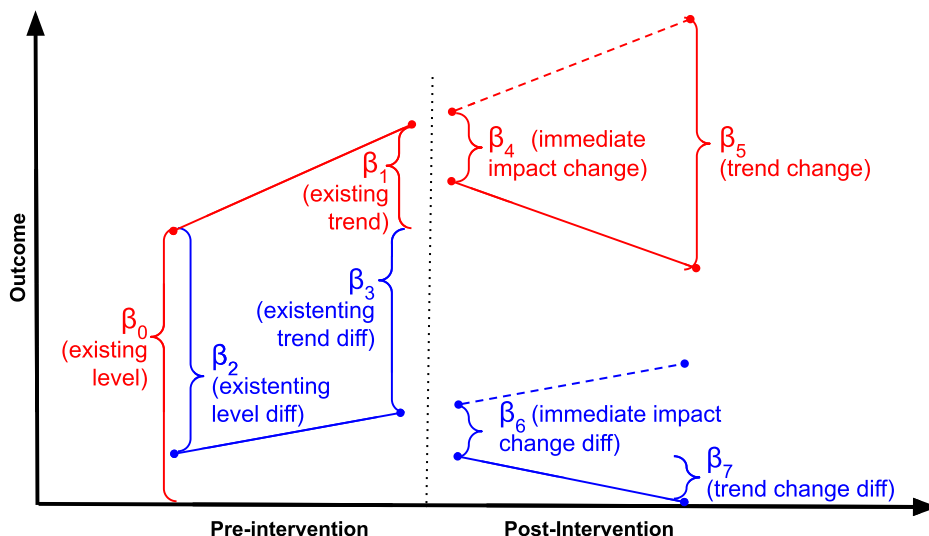 β4 (immediate
impact change)
β5
(trend change)
β1
(existing
trend)
Outcome
β3
(existenting
trend diff)
β0
(existing
level)
β2
(existenting
level diff)
β6 (immediate impact
change diff)
β7
(trend change diff)
Pre-intervention
Post-Intervention